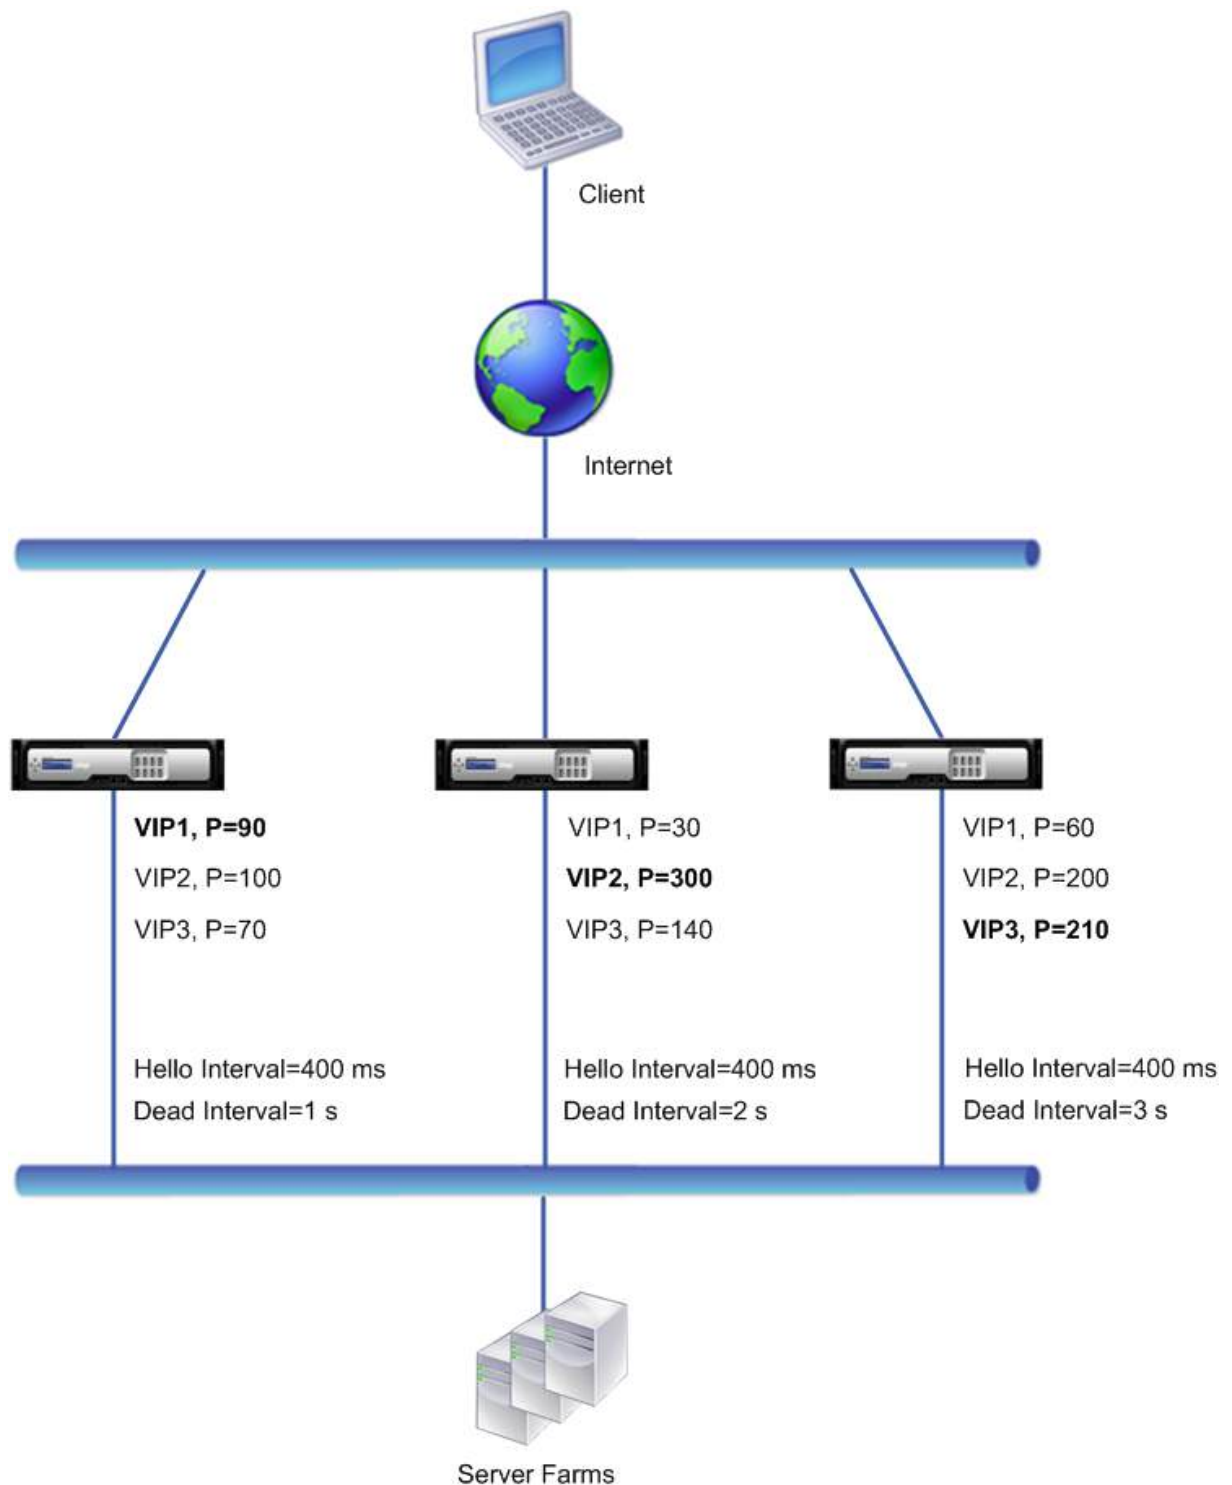 Client
Internet
VIP1, P=90
VIP2, P=100
VIP3, P=70
Hello Interval=400 ms
Dead Interval=1 s
VIP1, P=30
VIP2, P=300
VIP3, P=140
Hello Interval=400 ms
Dead Interval=2 s
VIP1, P=60
VIP2, P=200
VIP3, P=210
Hello Interval=400 ms
Dead Interval=3 s
Server Farms